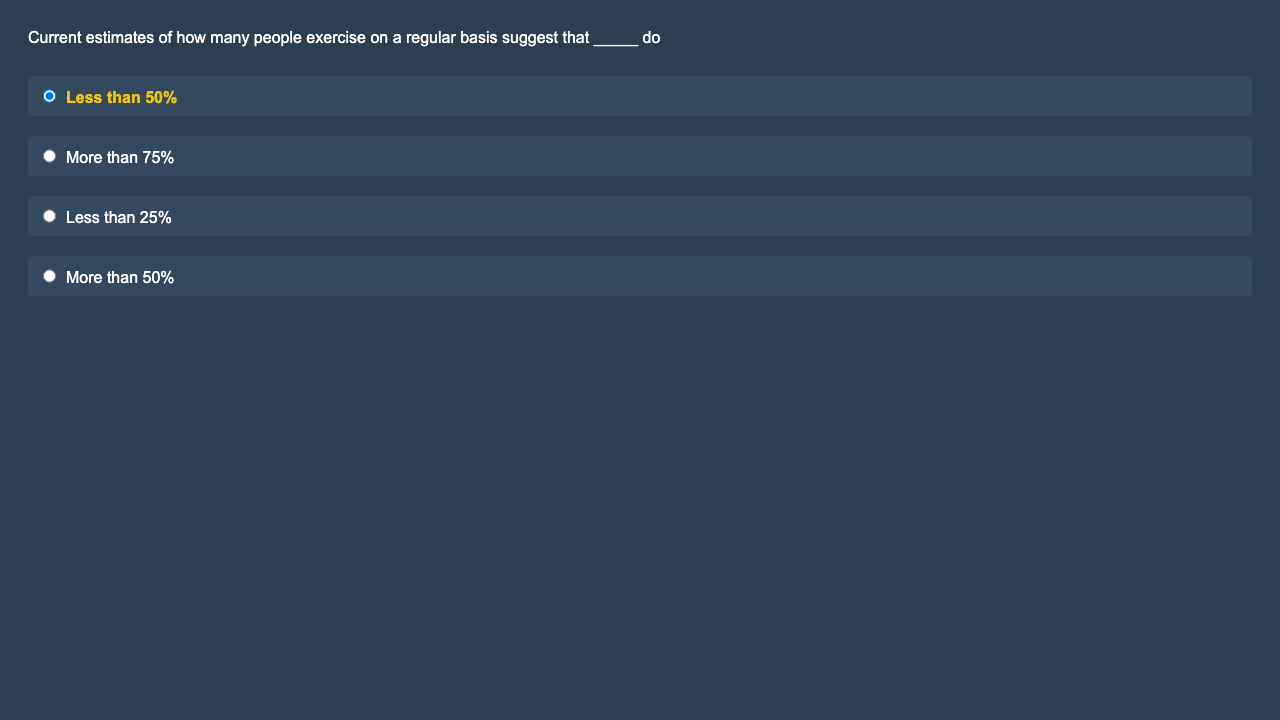 Current estimates of how many people exercise on a regular basis suggest that _____ do
Less than 50%
More than 75%
Less than 25%
More than 50%